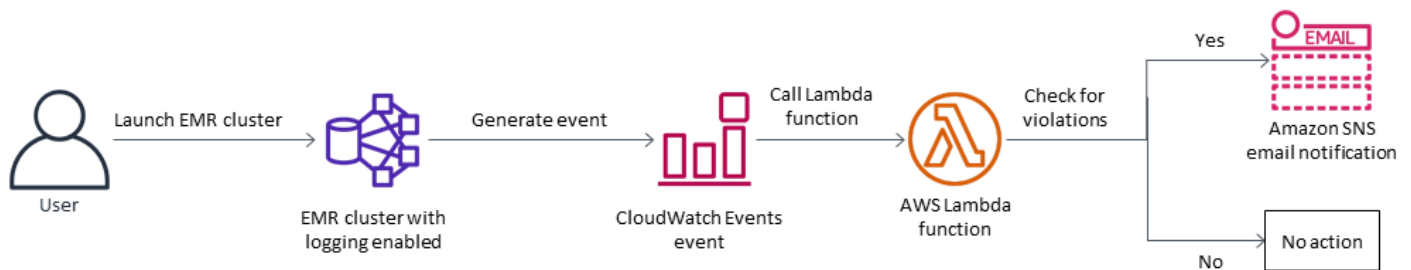 User
Launch EMR cluster
EMR cluster with
logging enabled
Generate event
CloudWatch Events
event
Call Lambda
function
AWS Lambda
function
Check for
violations
Yes
EMAIL
Amazon SNS
email notification
No
No action